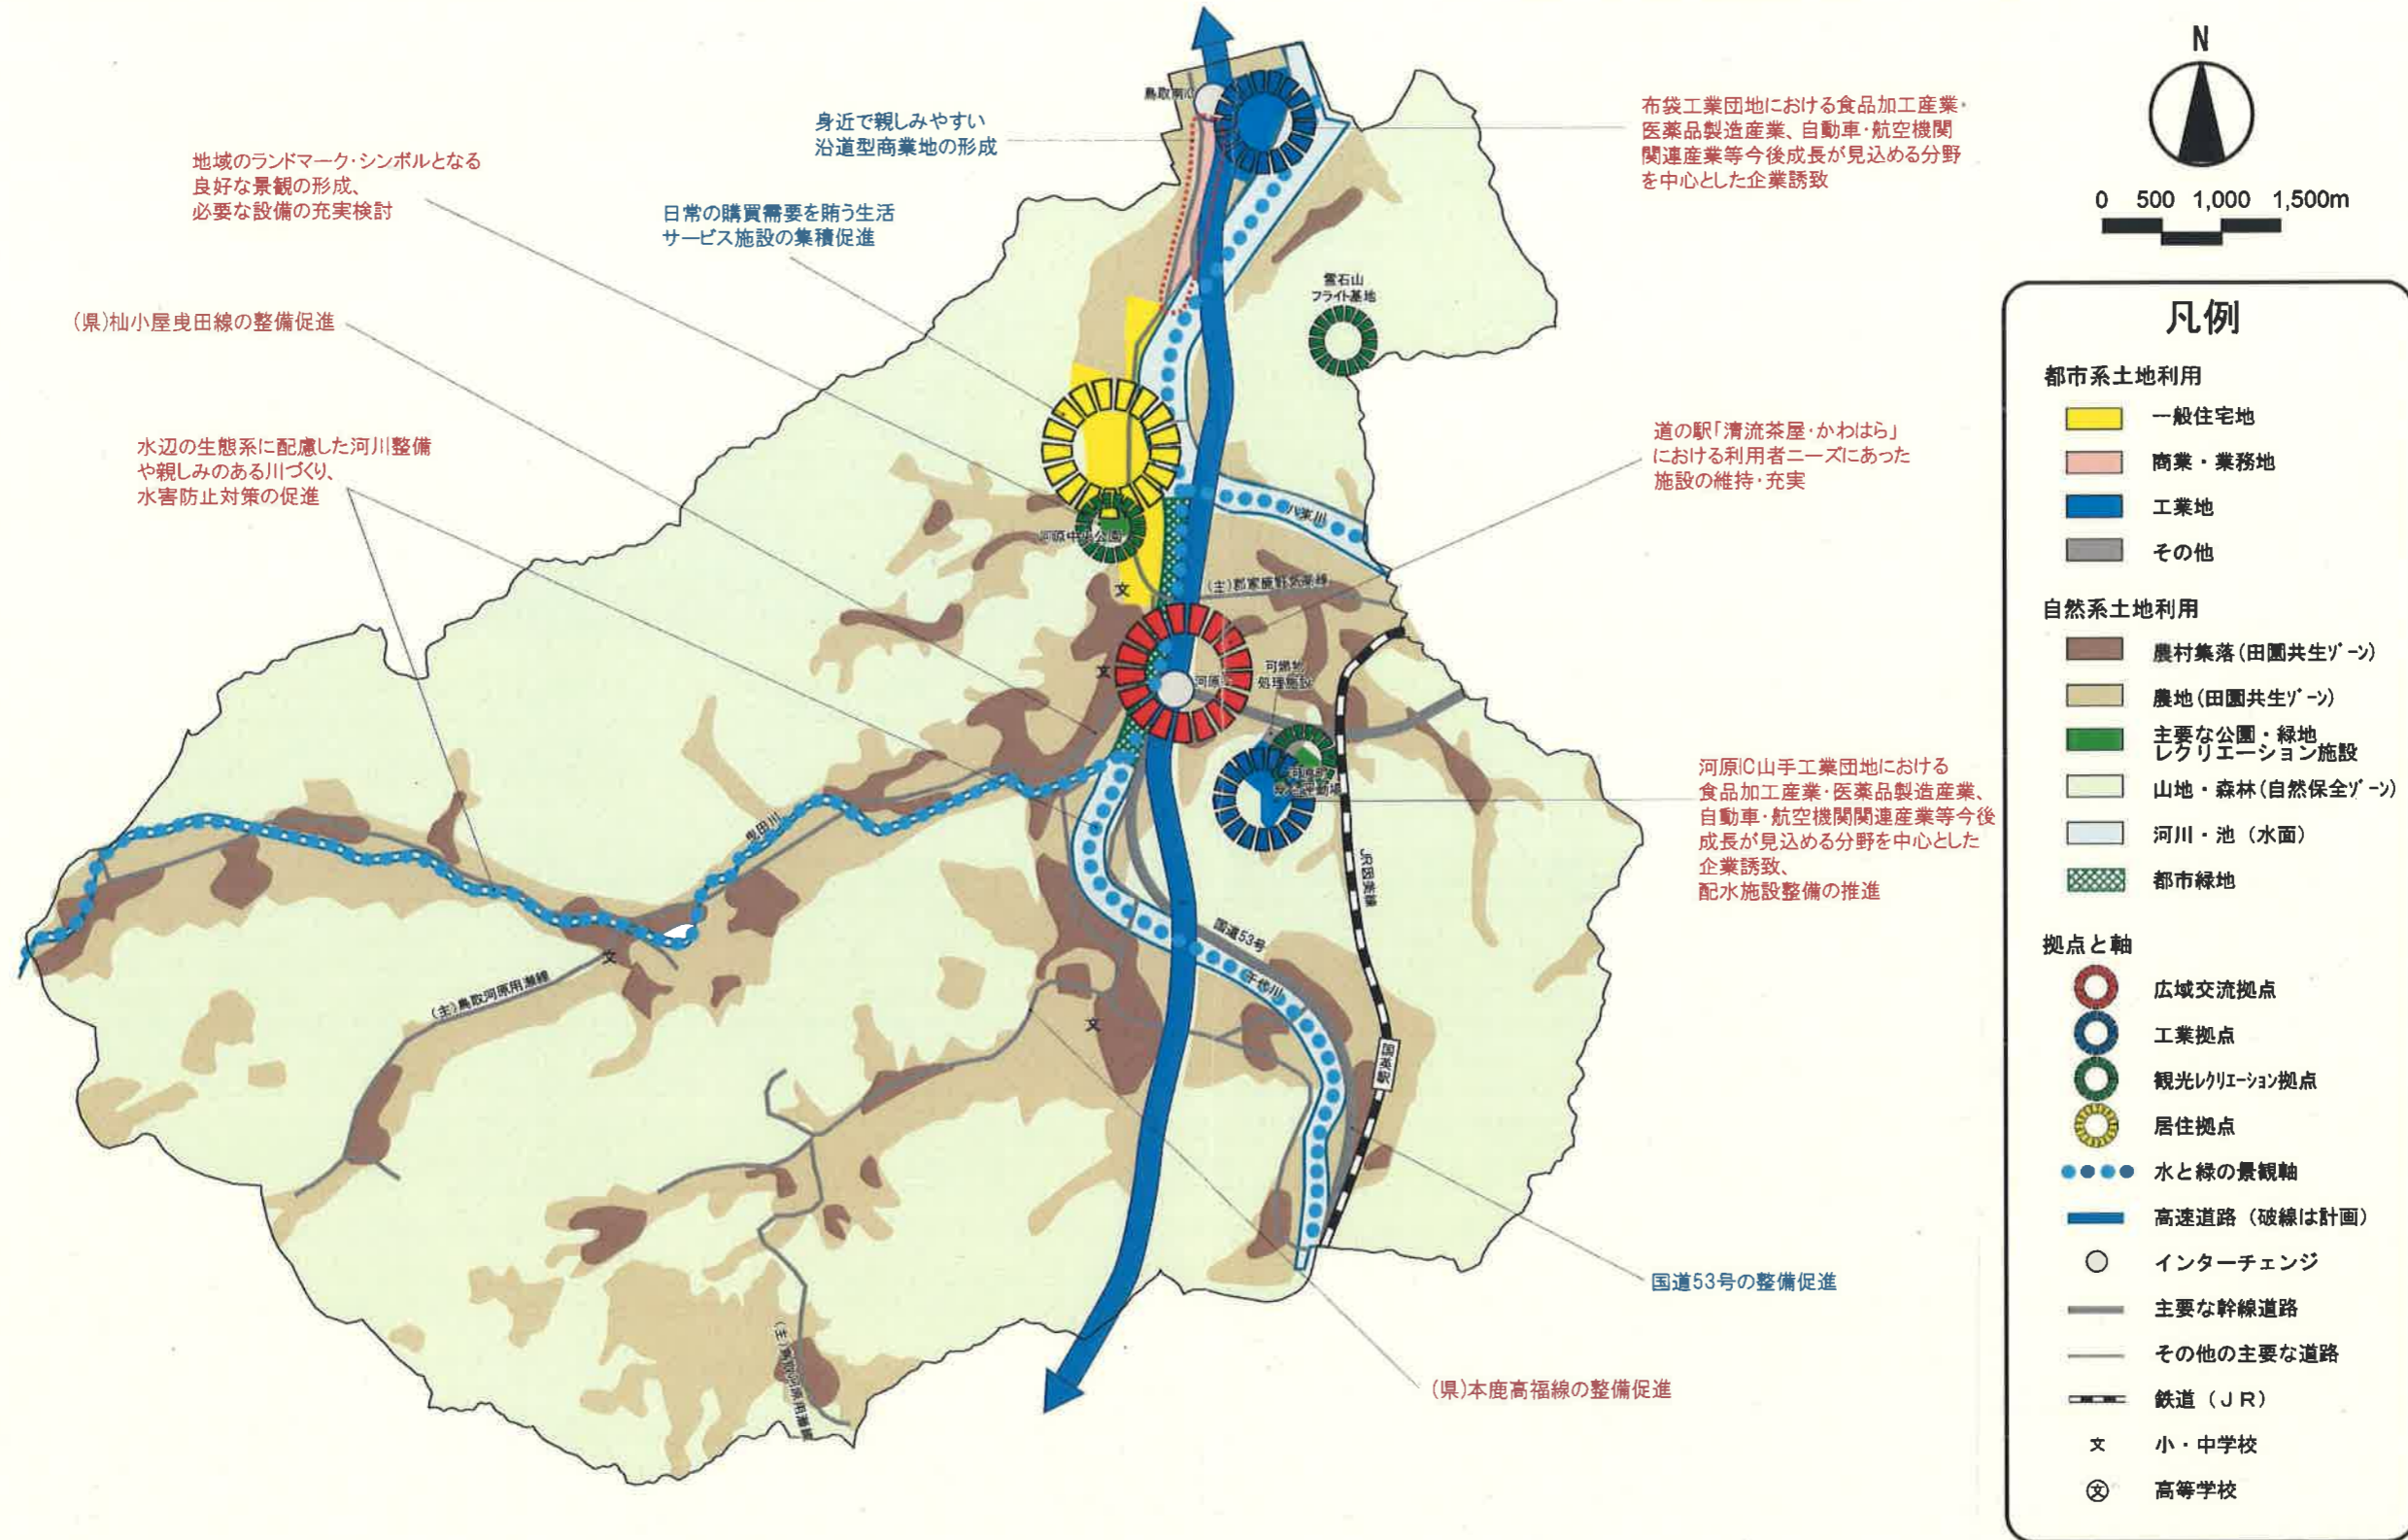 地域のランドマーク・シンボルとなる
良好な景観の形成、
必要な設備の充実検討
(県)杣小屋曳田線の整備促進
水辺の生態系に配慮した河川整備
や親しみのある川づくり、
水害防止対策の促進
身近で親しみやすい
沿道型商業地の形成
日常の購買需要を賄う生活
サービス施設の集積促進
布袋工業団地における食品加工産業・
医薬品製造産業、自動車・航空機関
関連産業等今後成長が見込める分野
を中心とした企業誘致
道の駅「清流茶屋・かわはら」
における利用者ニーズにあった
施設の維持・充実
河原IC山手工業団地における
食品加工産業・医薬品製造産業、
自動車・航空機関関連産業等今後
成長が見込める分野を中心とした
企業誘致、
配水施設整備の推進
国道53号の整備促進
(県)本鹿高福線の整備促進
鳥取南IC
霊石山
フライト基地
八東川
河原中央公園
文
(主)郡家鹿野気高線
文
河原IC
可燃物
処理施設
曳田川
JR因美線
国道53号
千代川
文
(主)鳥取河原用瀬線
文
国英駅
(主)鳥取河原用瀬線
N
0 500 1,000 1,500m
凡例
都市系土地利用
一般住宅地
商業・業務地
工業地
その他
自然系土地利用
農村集落(田園共生ゾーン)
農地(田園共生ゾーン)
主要な公園・緑地
レクリエーション施設
山地・森林(自然保全ゾーン)
河川・池（水面）
都市緑地
拠点と軸
広域交流拠点
工業拠点
観光レクリエーション拠点
居住拠点
水と緑の景観軸
高速道路（破線は計画）
インターチェンジ
主要な幹線道路
その他の主要な道路
鉄道（ＪＲ）
文 小・中学校
文 高等学校